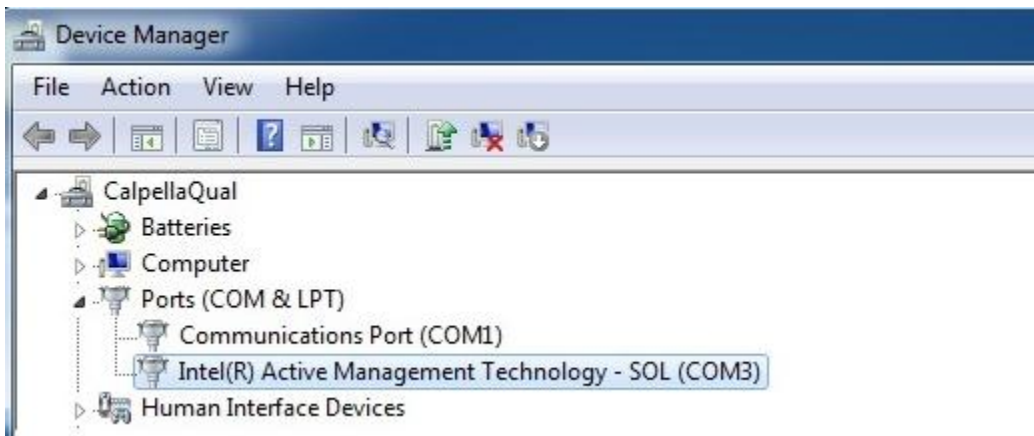 Device Manager
File Action View Help
CalpellaQual
Batteries
Computer
Ports (COM & LPT)
Communications Port (COM1)
Intel(R) Active Management Technology - SOL (COM3)
Human Interface Devices